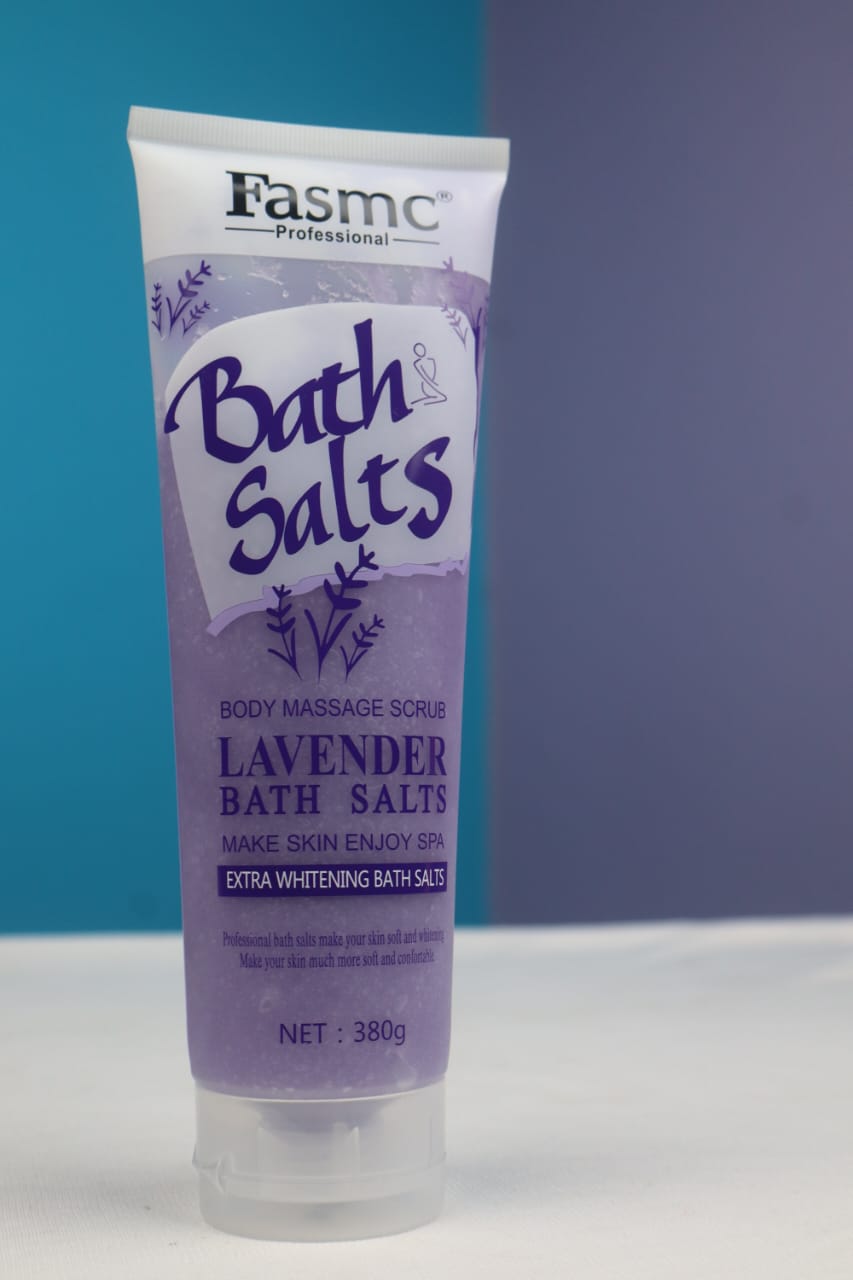 Fasmc®
Professional
Bath
Salts
BODY MASSAGE SCRUB
LAVENDER
BATH SALTS
MAKE SKIN ENJOY SPA
EXTRA WHITENING BATH SALTS
Professional bath salts make your skin soft and whitening
Make your skin much more soft and confortable.
NET : 380g